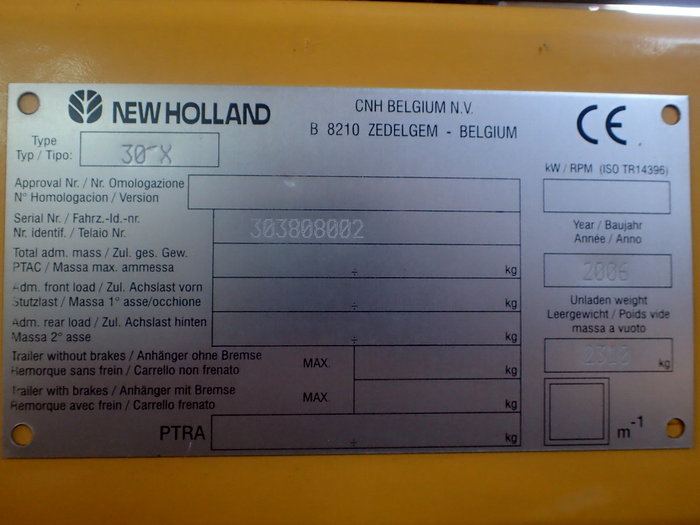 NEW HOLLAND
CNH BELGIUM N.V.
B 8210 ZEDELGEM - BELGIUM
CE
Type
Typ / Tipo:
30-X
kW / RPM (ISO TR14396)
Approval Nr. / Nr. Omologazione
N° Homologacion / Version
Serial Nr. / Fahrz.-Id.-nr.
Nr. identif. / Telaio Nr.
303808002
Year / Baujahr
Année / Anno
2006
Total adm. mass / Zul. ges. Gew.
PTAC / Massa max. ammessa
÷ kg
Adm. front load / Zul. Achslast vorn
Stutzlast / Massa 1° asse/occhione
÷ kg
Unladen weight
Leergewicht / Poids vide
massa a vuoto
kg
Adm. rear load / Zul. Achslast hinten
Massa 2° asse
÷ kg
Trailer without brakes / Anhänger ohne Bremse
Remorque sans frein / Carrello non frenato
MAX. kg
Trailer with brakes / Anhänger mit Bremse
Remorque avec frein / Carrello frenato
MAX. kg
PTRA ÷ kg
m-1